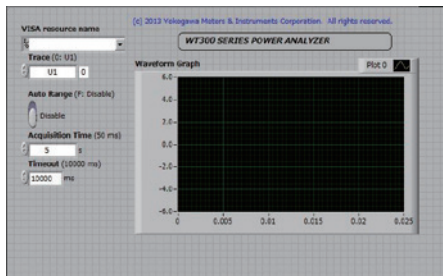 (c) 2013 Yokogawa Meters & Instruments Corporation. All rights reserved.
VISA resource name
WT300 SERIES POWER ANALYZER
Trace (0: U1)
U1 0
Waveform Graph
Plot 0
Auto Range (F: Disable)
Disable
Acquisition Time (50 ms)
5 s
Timeout (10000 ms)
10000 ms
6.0
4.0
2.0
0.0
-2.0
-4.0
-6.0
0 0.005 0.01 0.015 0.02 0.025